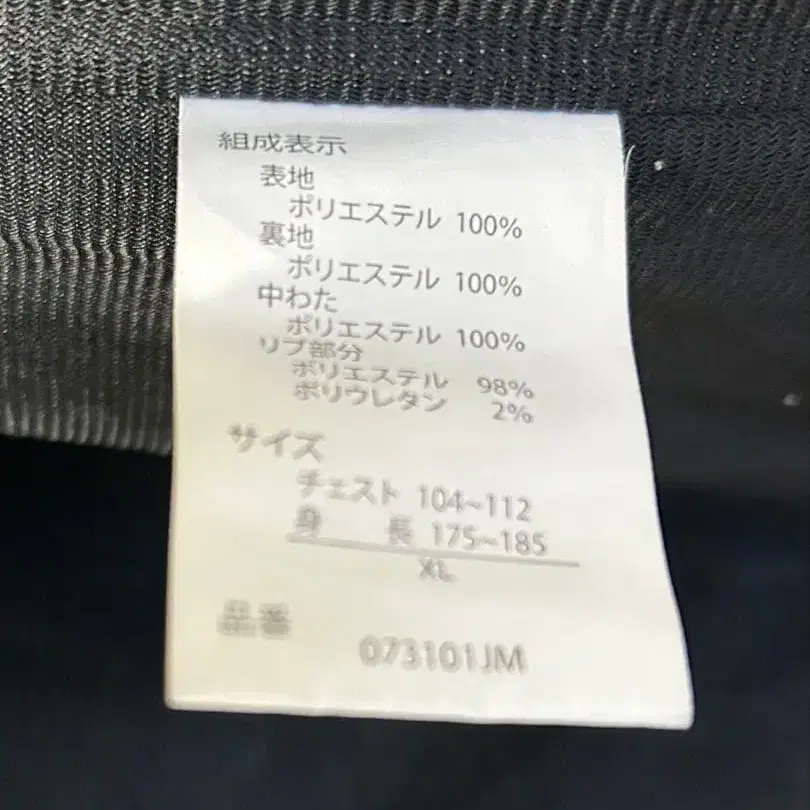 組成表示
表地
ポリエステル 100%
裏地
ポリエステル 100%
中わた
ポリエステル 100%
リブ部分
ポリエステル 98%
ポリウレタン 2%
サイズ
チェスト 104~112
身 長 175~185
XL
品番
073101JM